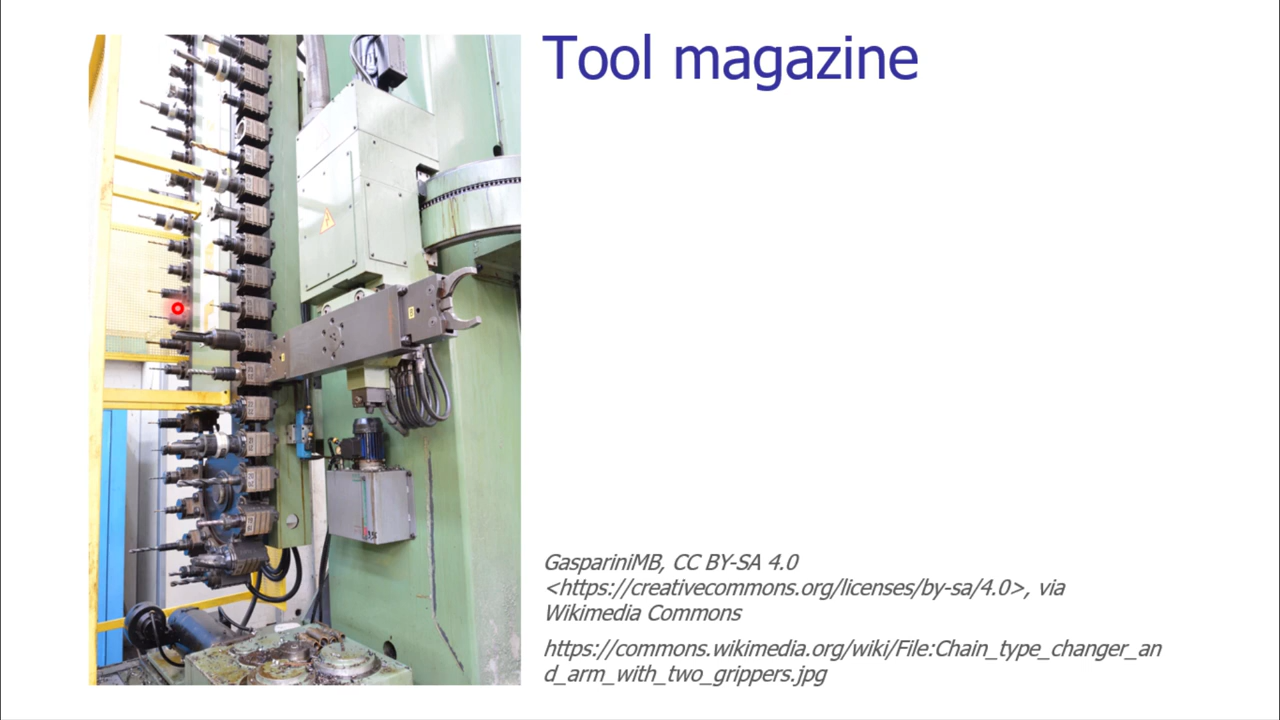 Tool magazine
GaspariniMB, CC BY-SA 4.0
<https://creativecommons.org/licenses/by-sa/4.0>, via
Wikimedia Commons
https://commons.wikimedia.org/wiki/File:Chain_type_changer_an
d_arm_with_two_grippers.jpg